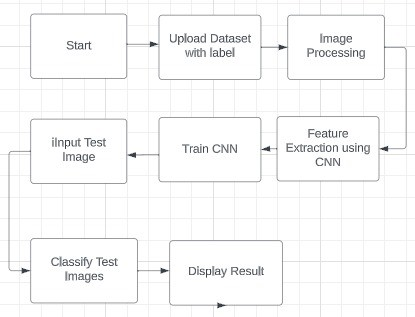 Start
Upload Dataset
with label
Image
Processing
iInput Test
Image
Train CNN
Feature
Extraction using
CNN
Classify Test
Images
Display Result